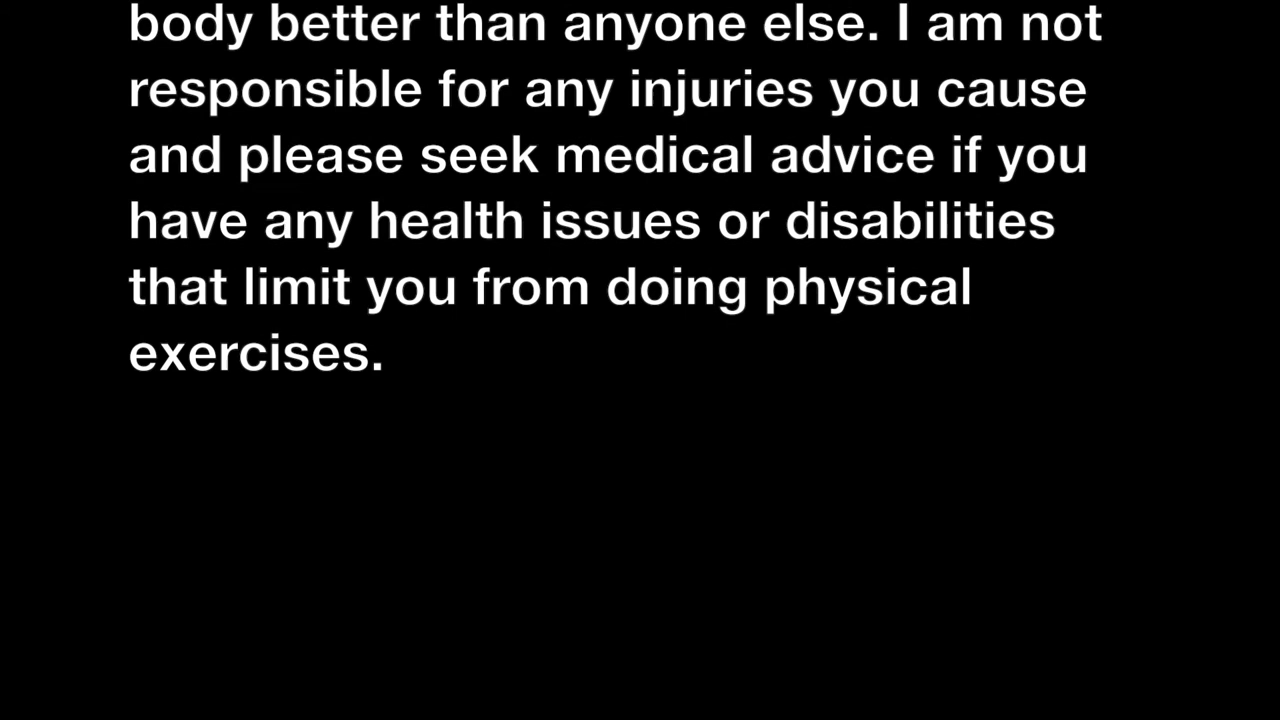 body better than anyone else. I am not
responsible for any injuries you cause
and please seek medical advice if you
have any health issues or disabilities
that limit you from doing physical
exercises.